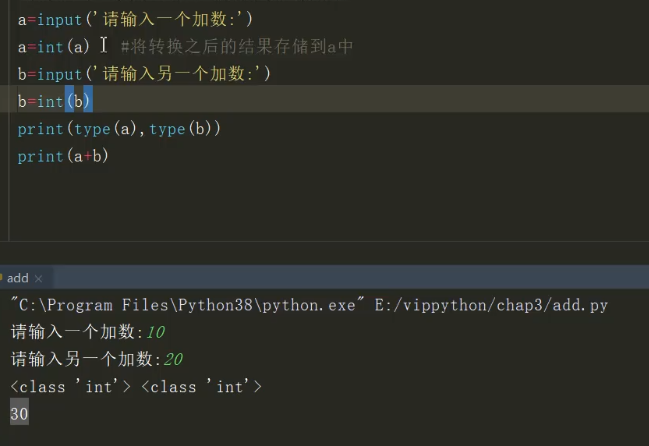 a=input('请输入一个加数:')
a=int(a) #将转换之后的结果存储到a中
b=input('请输入另一个加数:')
b=int(b)
print(type(a),type(b))
print(a+b)
add
"C:\Program Files\Python38\python.exe" E:/vippython/chap3/add.py
请输入一个加数:10
请输入另一个加数:20
<class 'int'> <class 'int'>
30